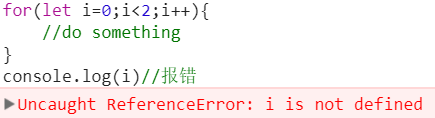 for(let i=0;i<2;i++){
    //do something
}
console.log(i)//报错
▶Uncaught ReferenceError: i is not defined